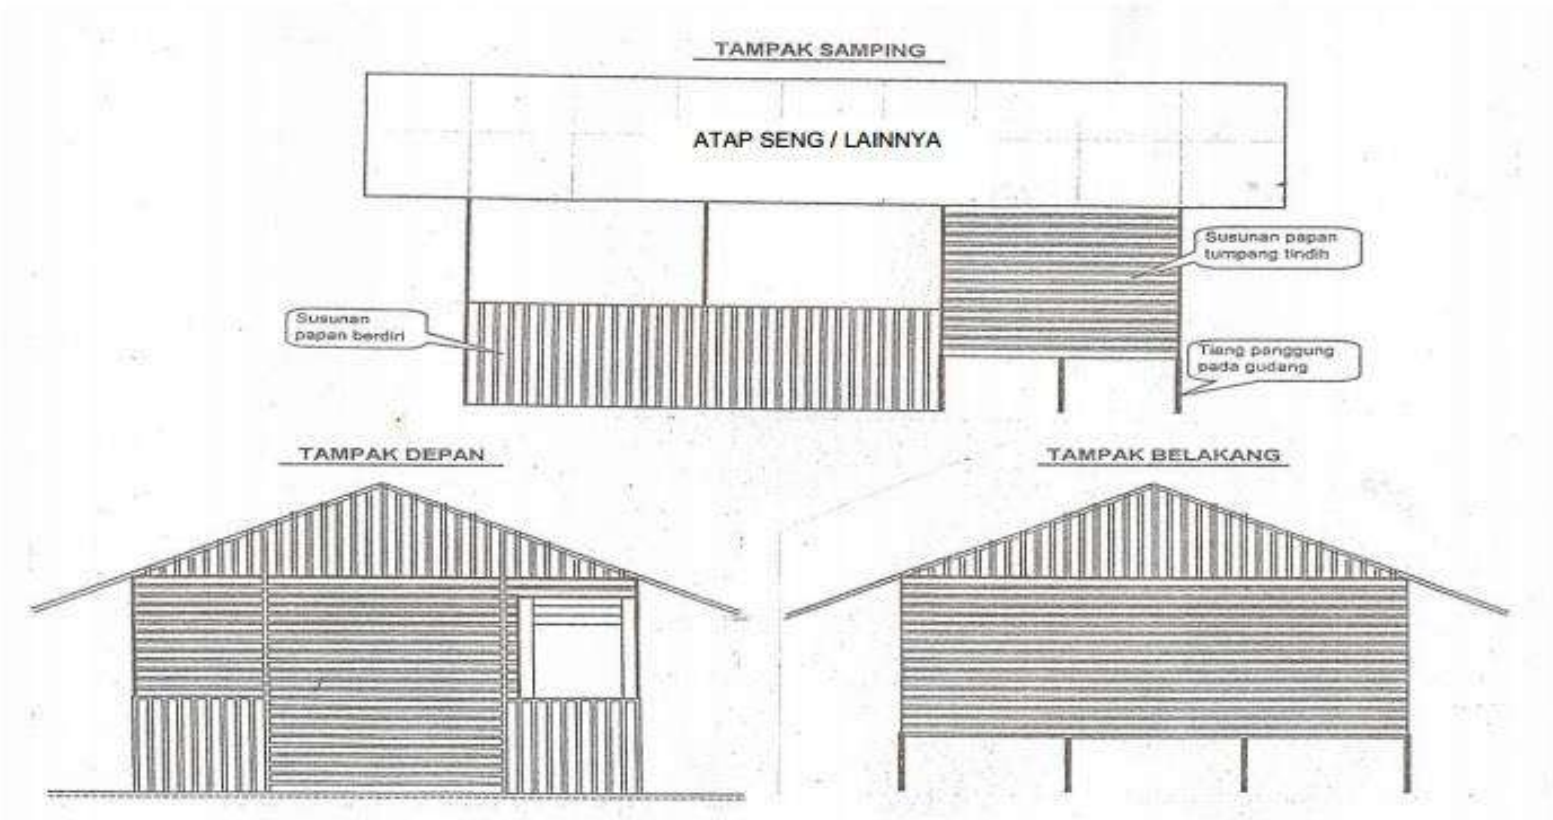 TAMPAK SAMPING
ATAP SENG / LAINNYA
Susunan papan
tumpang tindih
Susunan
papan berdiri
Tiang panggung
pada gudang
TAMPAK DEPAN
TAMPAK BELAKANG